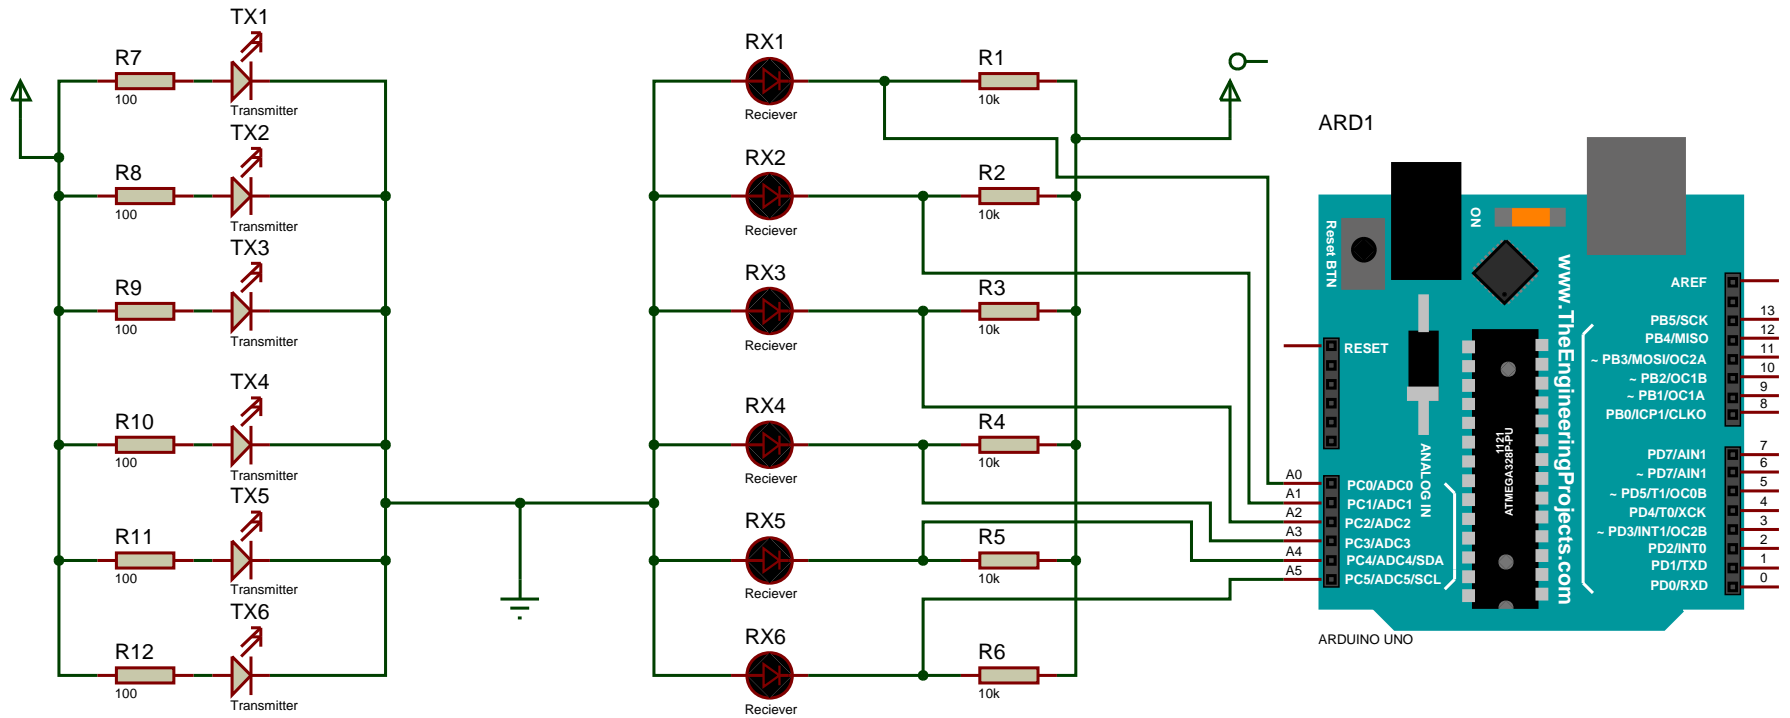 TX1
R7
100
Transmitter
TX2
R8
100
Transmitter
TX3
R9
100
Transmitter
TX4
R10
100
Transmitter
TX5
R11
100
Transmitter
TX6
R12
100
Transmitter
RX1
Reciever
R1
10k
RX2
Reciever
R2
10k
RX3
Reciever
R3
10k
RX4
Reciever
R4
10k
RX5
Reciever
R5
10k
RX6
Reciever
R6
10k
ARD1
Reset BTN
ON
www.TheEngineeringProjects.com
RESET
ANALOG IN
1121
ATMEGA328P-PU
A0 PC0/ADC0
A1 PC1/ADC1
A2 PC2/ADC2
A3 PC3/ADC3
A4 PC4/ADC4/SDA
A5 PC5/ADC5/SCL
AREF
PB5/SCK 13
PB4/MISO 12
~ PB3/MOSI/OC2A 11
~ PB2/OC1B 10
~ PB1/OC1A 9
PB0/ICP1/CLKO 8
PD7/AIN1 7
~ PD7/AIN1 6
~ PD5/T1/OC0B 5
PD4/T0/XCK 4
~ PD3/INT1/OC2B 3
PD2/INT0 2
PD1/TXD 1
PD0/RXD 0
ARDUINO UNO